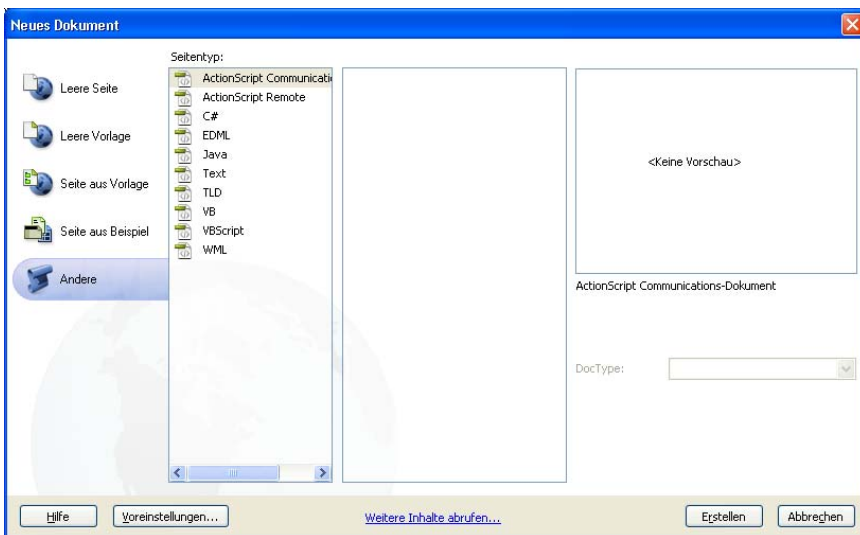 Neues Dokument
Leere Seite
Leere Vorlage
Seite aus Vorlage
Seite aus Beispiel
Andere
Seitentyp:
ActionScript Communicati
ActionScript Remote
C#
EDML
Java
Text
TLD
VB
VBScript
WML
<Keine Vorschau>
ActionScript Communications-Dokument
DocType:
Hilfe
Voreinstellungen...
Weitere Inhalte abrufen...
Erstellen
Abbrechen